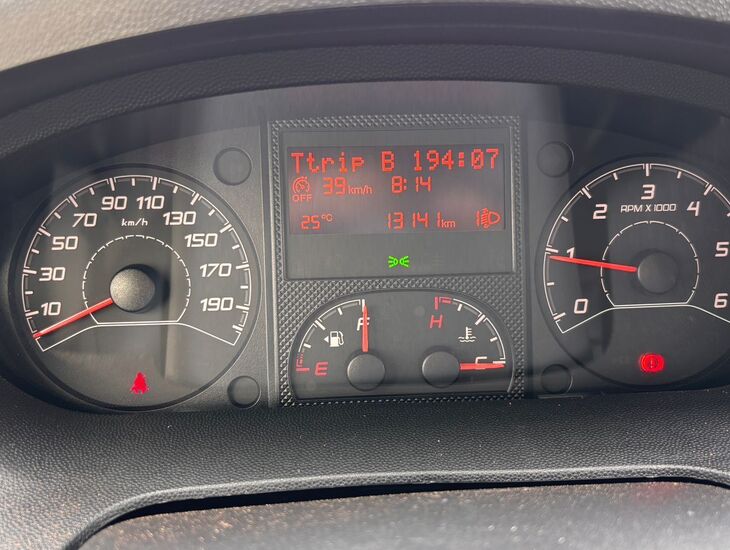 Ttrip B 194:07
OFF 39 km/h 8:14
25°C 13141 km 1
10 30 50 70 90 110 130 150 170 190
km/h
0 1 2 3 4 5 6
RPM X 1000
E F
H C